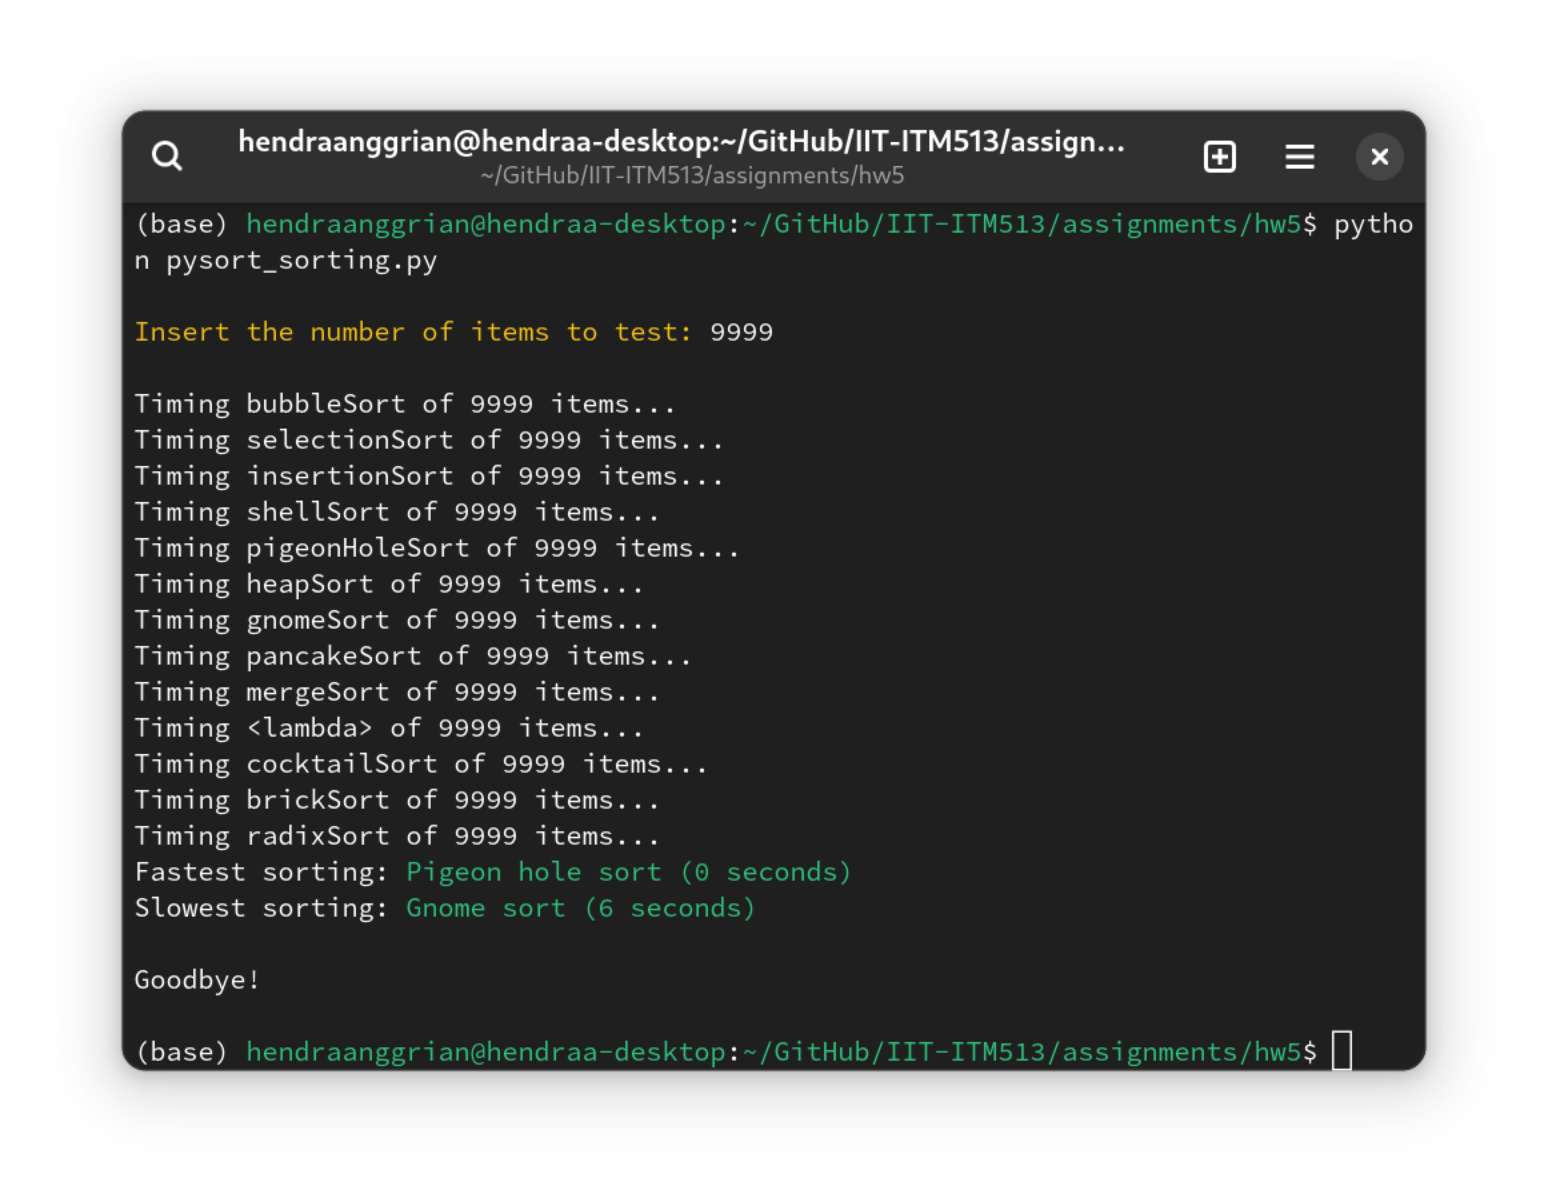 hendraanggrian@hendraa-desktop:~/GitHub/IIT-ITM513/assign...
~/GitHub/IIT-ITM513/assignments/hw5
(base) hendraanggrian@hendraa-desktop:~/GitHub/IIT-ITM513/assignments/hw5$ pytho
n pysort_sorting.py
Insert the number of items to test: 9999
Timing bubbleSort of 9999 items...
Timing selectionSort of 9999 items...
Timing insertionSort of 9999 items...
Timing shellSort of 9999 items...
Timing pigeonHoleSort of 9999 items...
Timing heapSort of 9999 items...
Timing gnomeSort of 9999 items...
Timing pancakeSort of 9999 items...
Timing mergeSort of 9999 items...
Timing <lambda> of 9999 items...
Timing cocktailSort of 9999 items...
Timing brickSort of 9999 items...
Timing radixSort of 9999 items...
Fastest sorting: Pigeon hole sort (0 seconds)
Slowest sorting: Gnome sort (6 seconds)
Goodbye!
(base) hendraanggrian@hendraa-desktop:~/GitHub/IIT-ITM513/assignments/hw5$